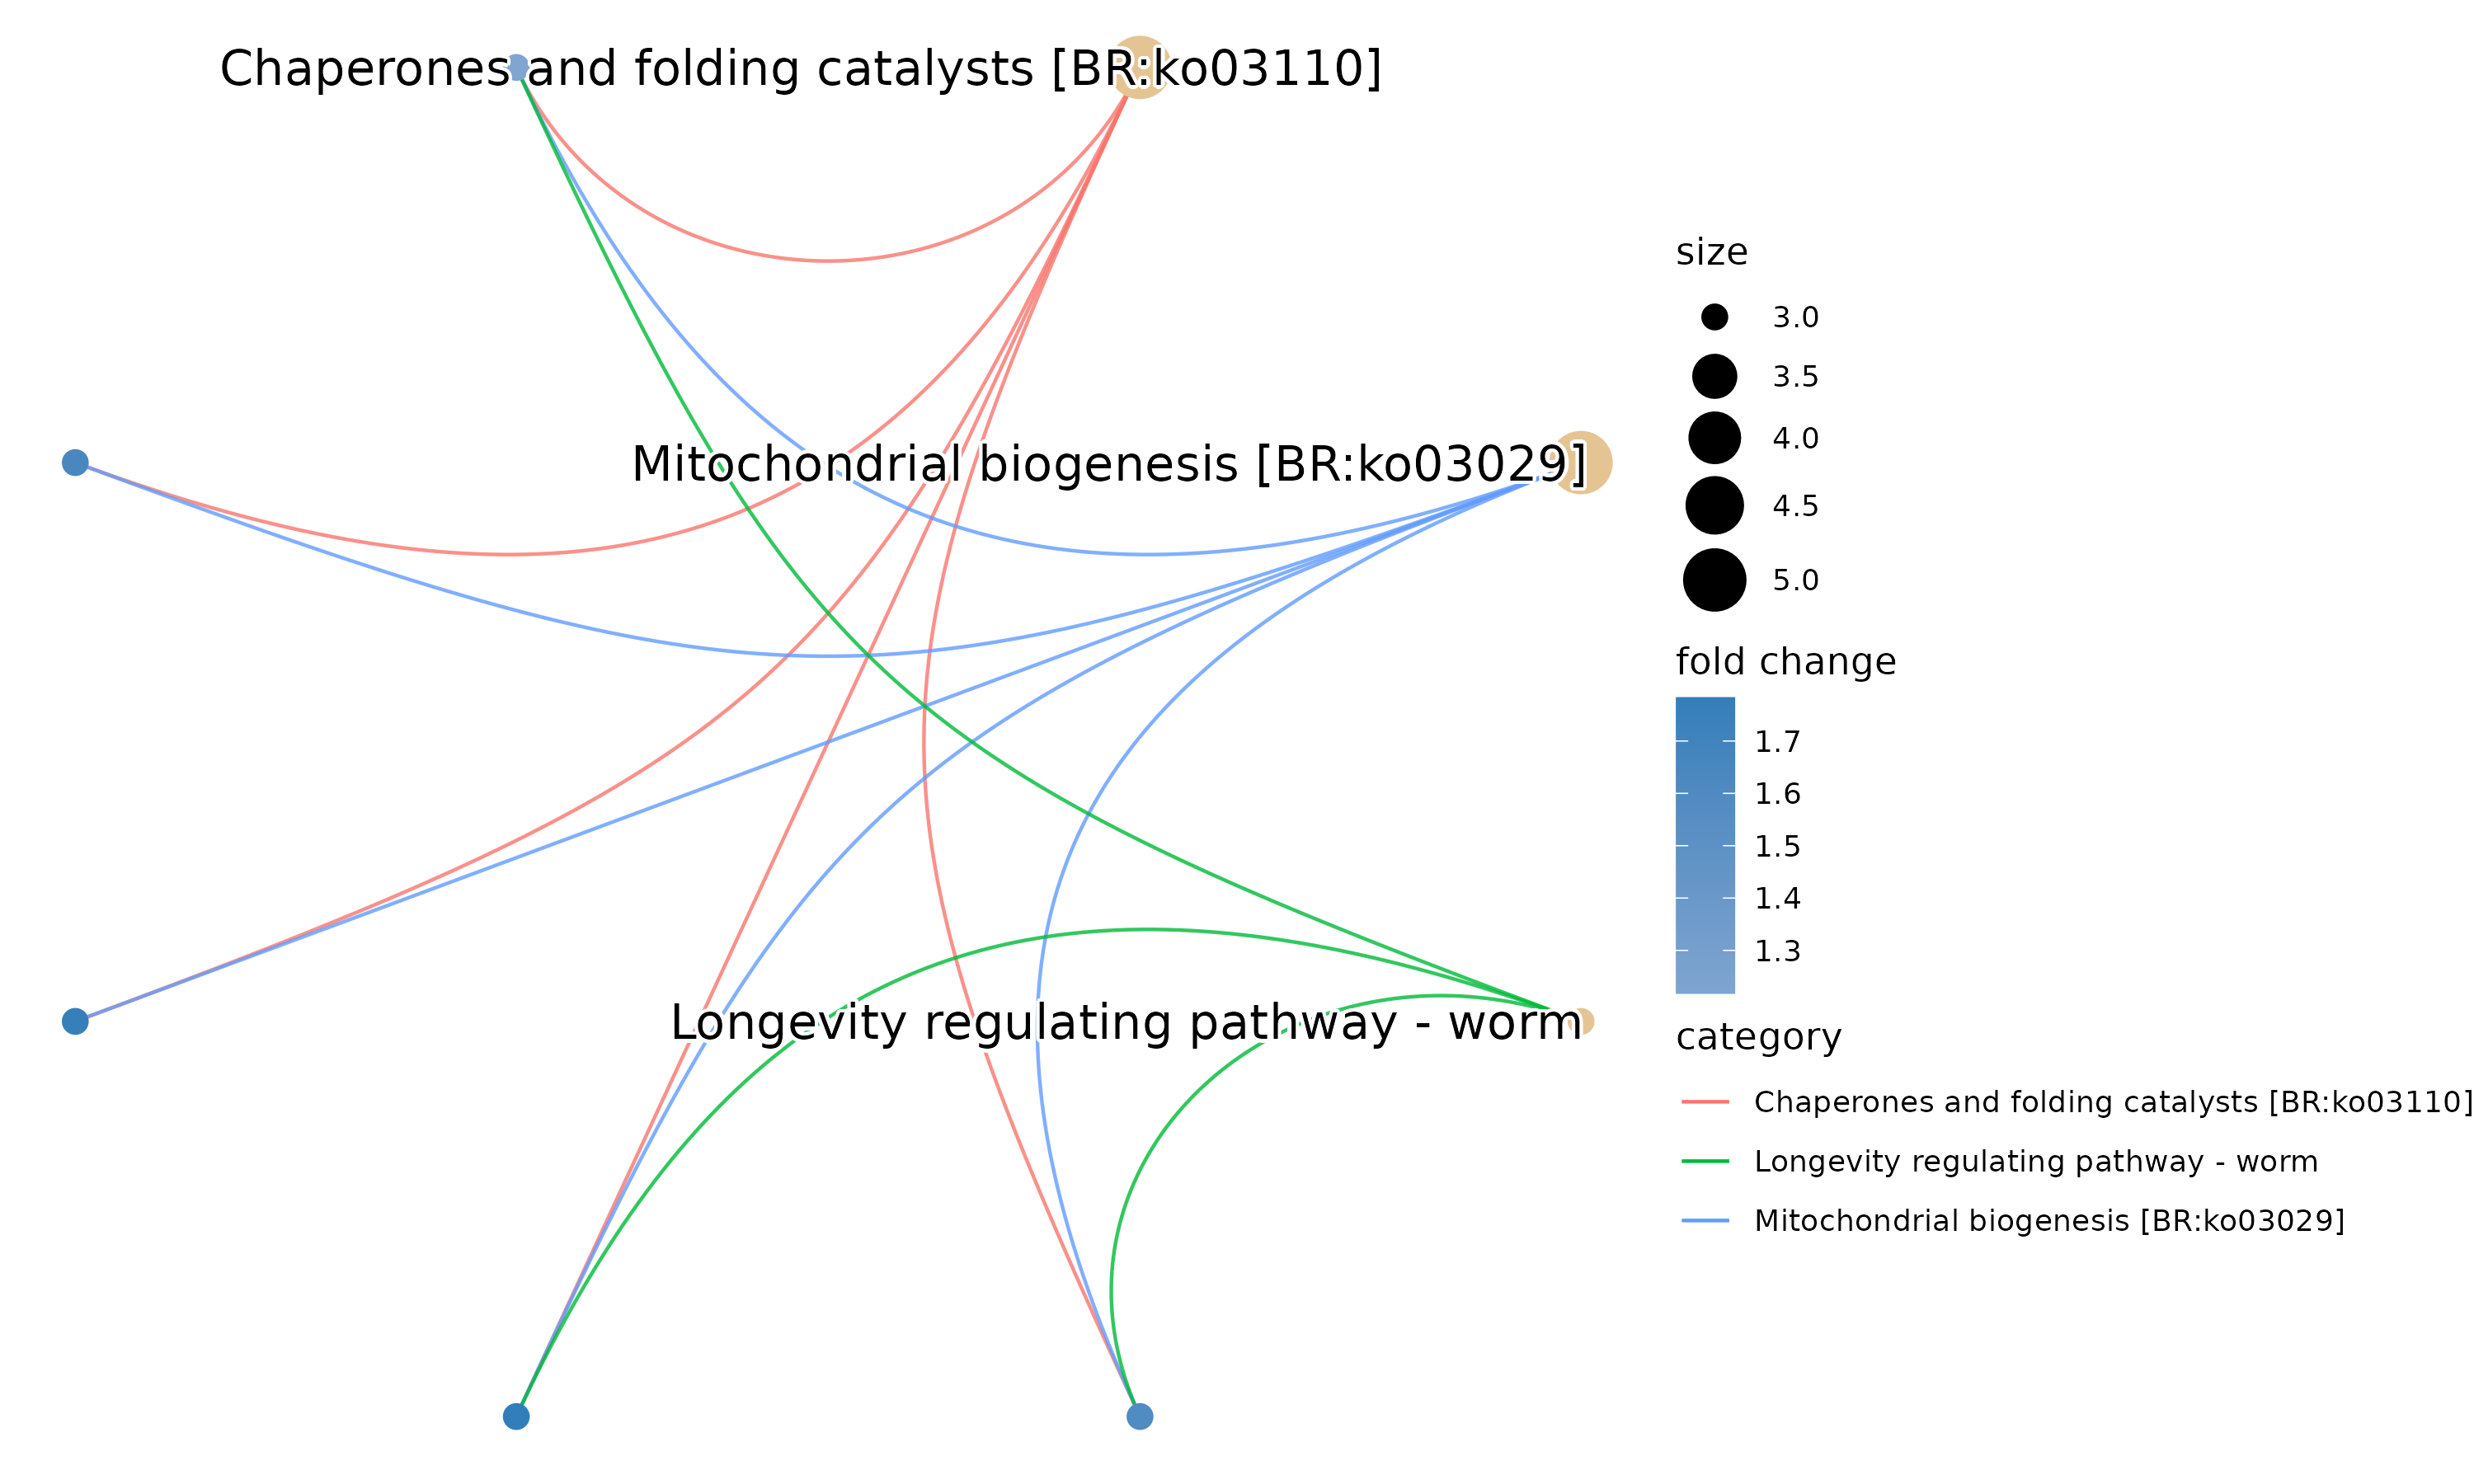 Chaperones and folding catalysts [BR:ko03110]
Mitochondrial biogenesis [BR:ko03029]
Longevity regulating pathway - worm
size
3.0
3.5
4.0
4.5
5.0
fold change
1.7
1.6
1.5
1.4
1.3
category
Chaperones and folding catalysts [BR:ko03110]
Longevity regulating pathway - worm
Mitochondrial biogenesis [BR:ko03029]